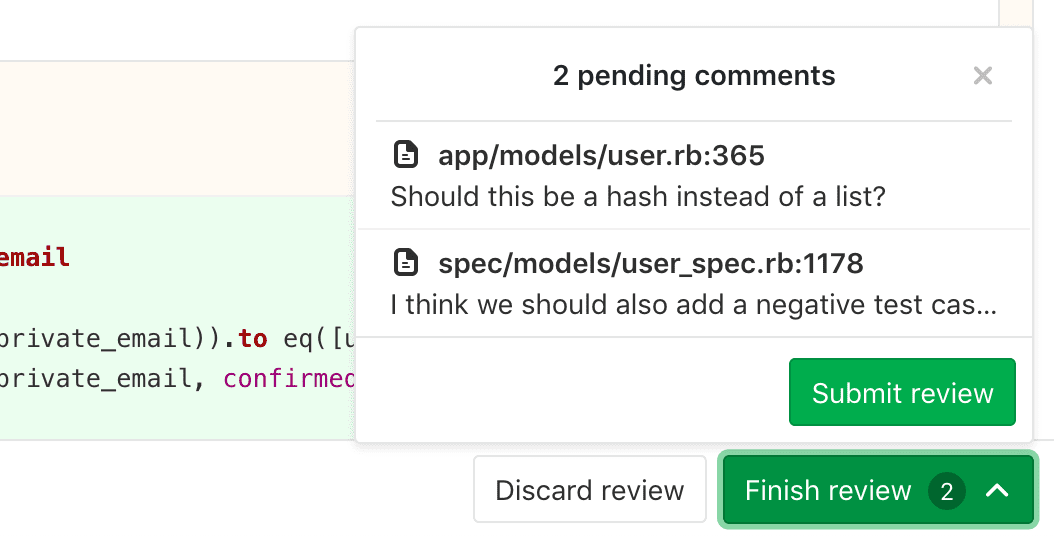 2 pending comments
app/models/user.rb:365
Should this be a hash instead of a list?
email
spec/models/user_spec.rb:1178
I think we should also add a negative test cas...
private_email)).to eq([u
private_email, confirmed
Submit review
Discard review
Finish review 2